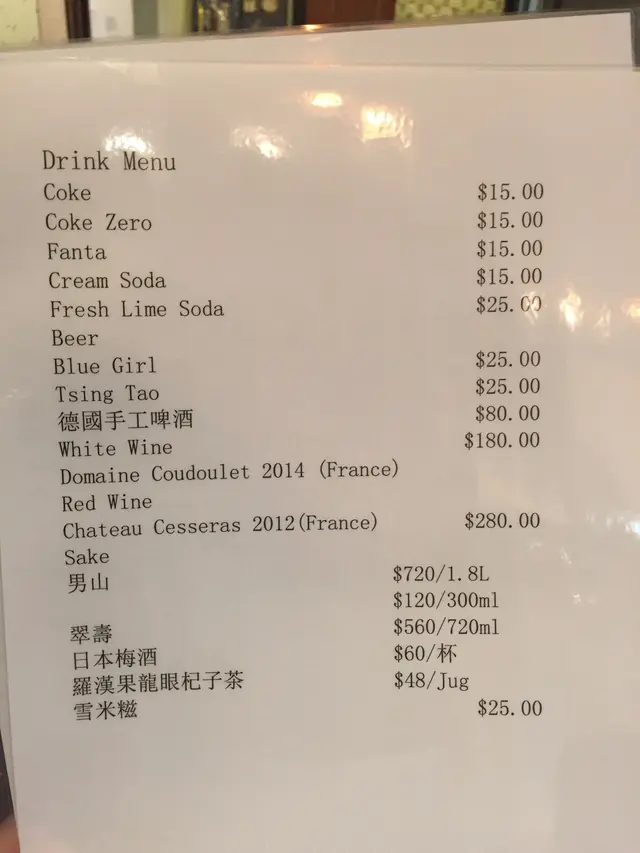 Drink Menu
Coke $15.00
Coke Zero $15.00
Fanta $15.00
Cream Soda $15.00
Fresh Lime Soda $25.00
Beer
Blue Girl $25.00
Tsing Tao $25.00
德國手工啤酒 $80.00
White Wine $180.00
Domaine Coudoulet 2014 (France)
Red Wine
Chateau Cesseras 2012(France) $280.00
Sake
男山 $720/1.8L
$120/300ml
翠壽 $560/720ml
日本梅酒 $60/杯
羅漢果龍眼杞子茶 $48/Jug
雪米糍 $25.00